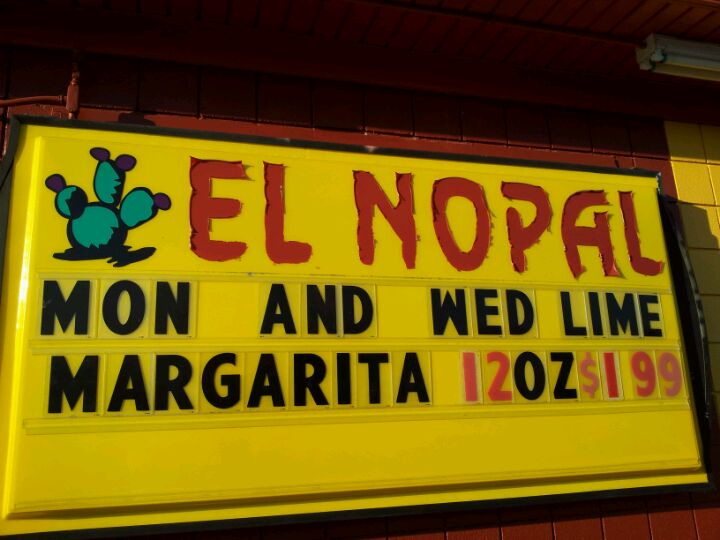 EL NOPAL
MON AND WED LIME
MARGARITA 12OZ $1 99